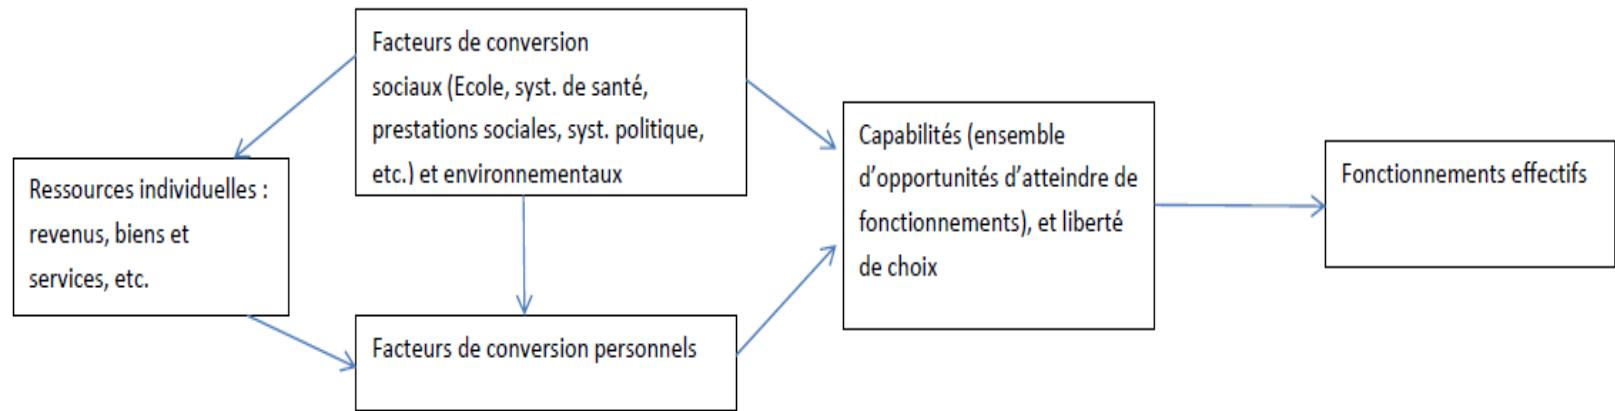 Facteurs de conversion
sociaux (Ecole, syst. de santé,
prestations sociales, syst. politique,
etc.) et environnementaux
Ressources individuelles :
revenus, biens et
services, etc.
Facteurs de conversion personnels
Capabilités (ensemble
d’opportunités d’atteindre de
fonctionnements), et liberté
de choix
Fonctionnements effectifs